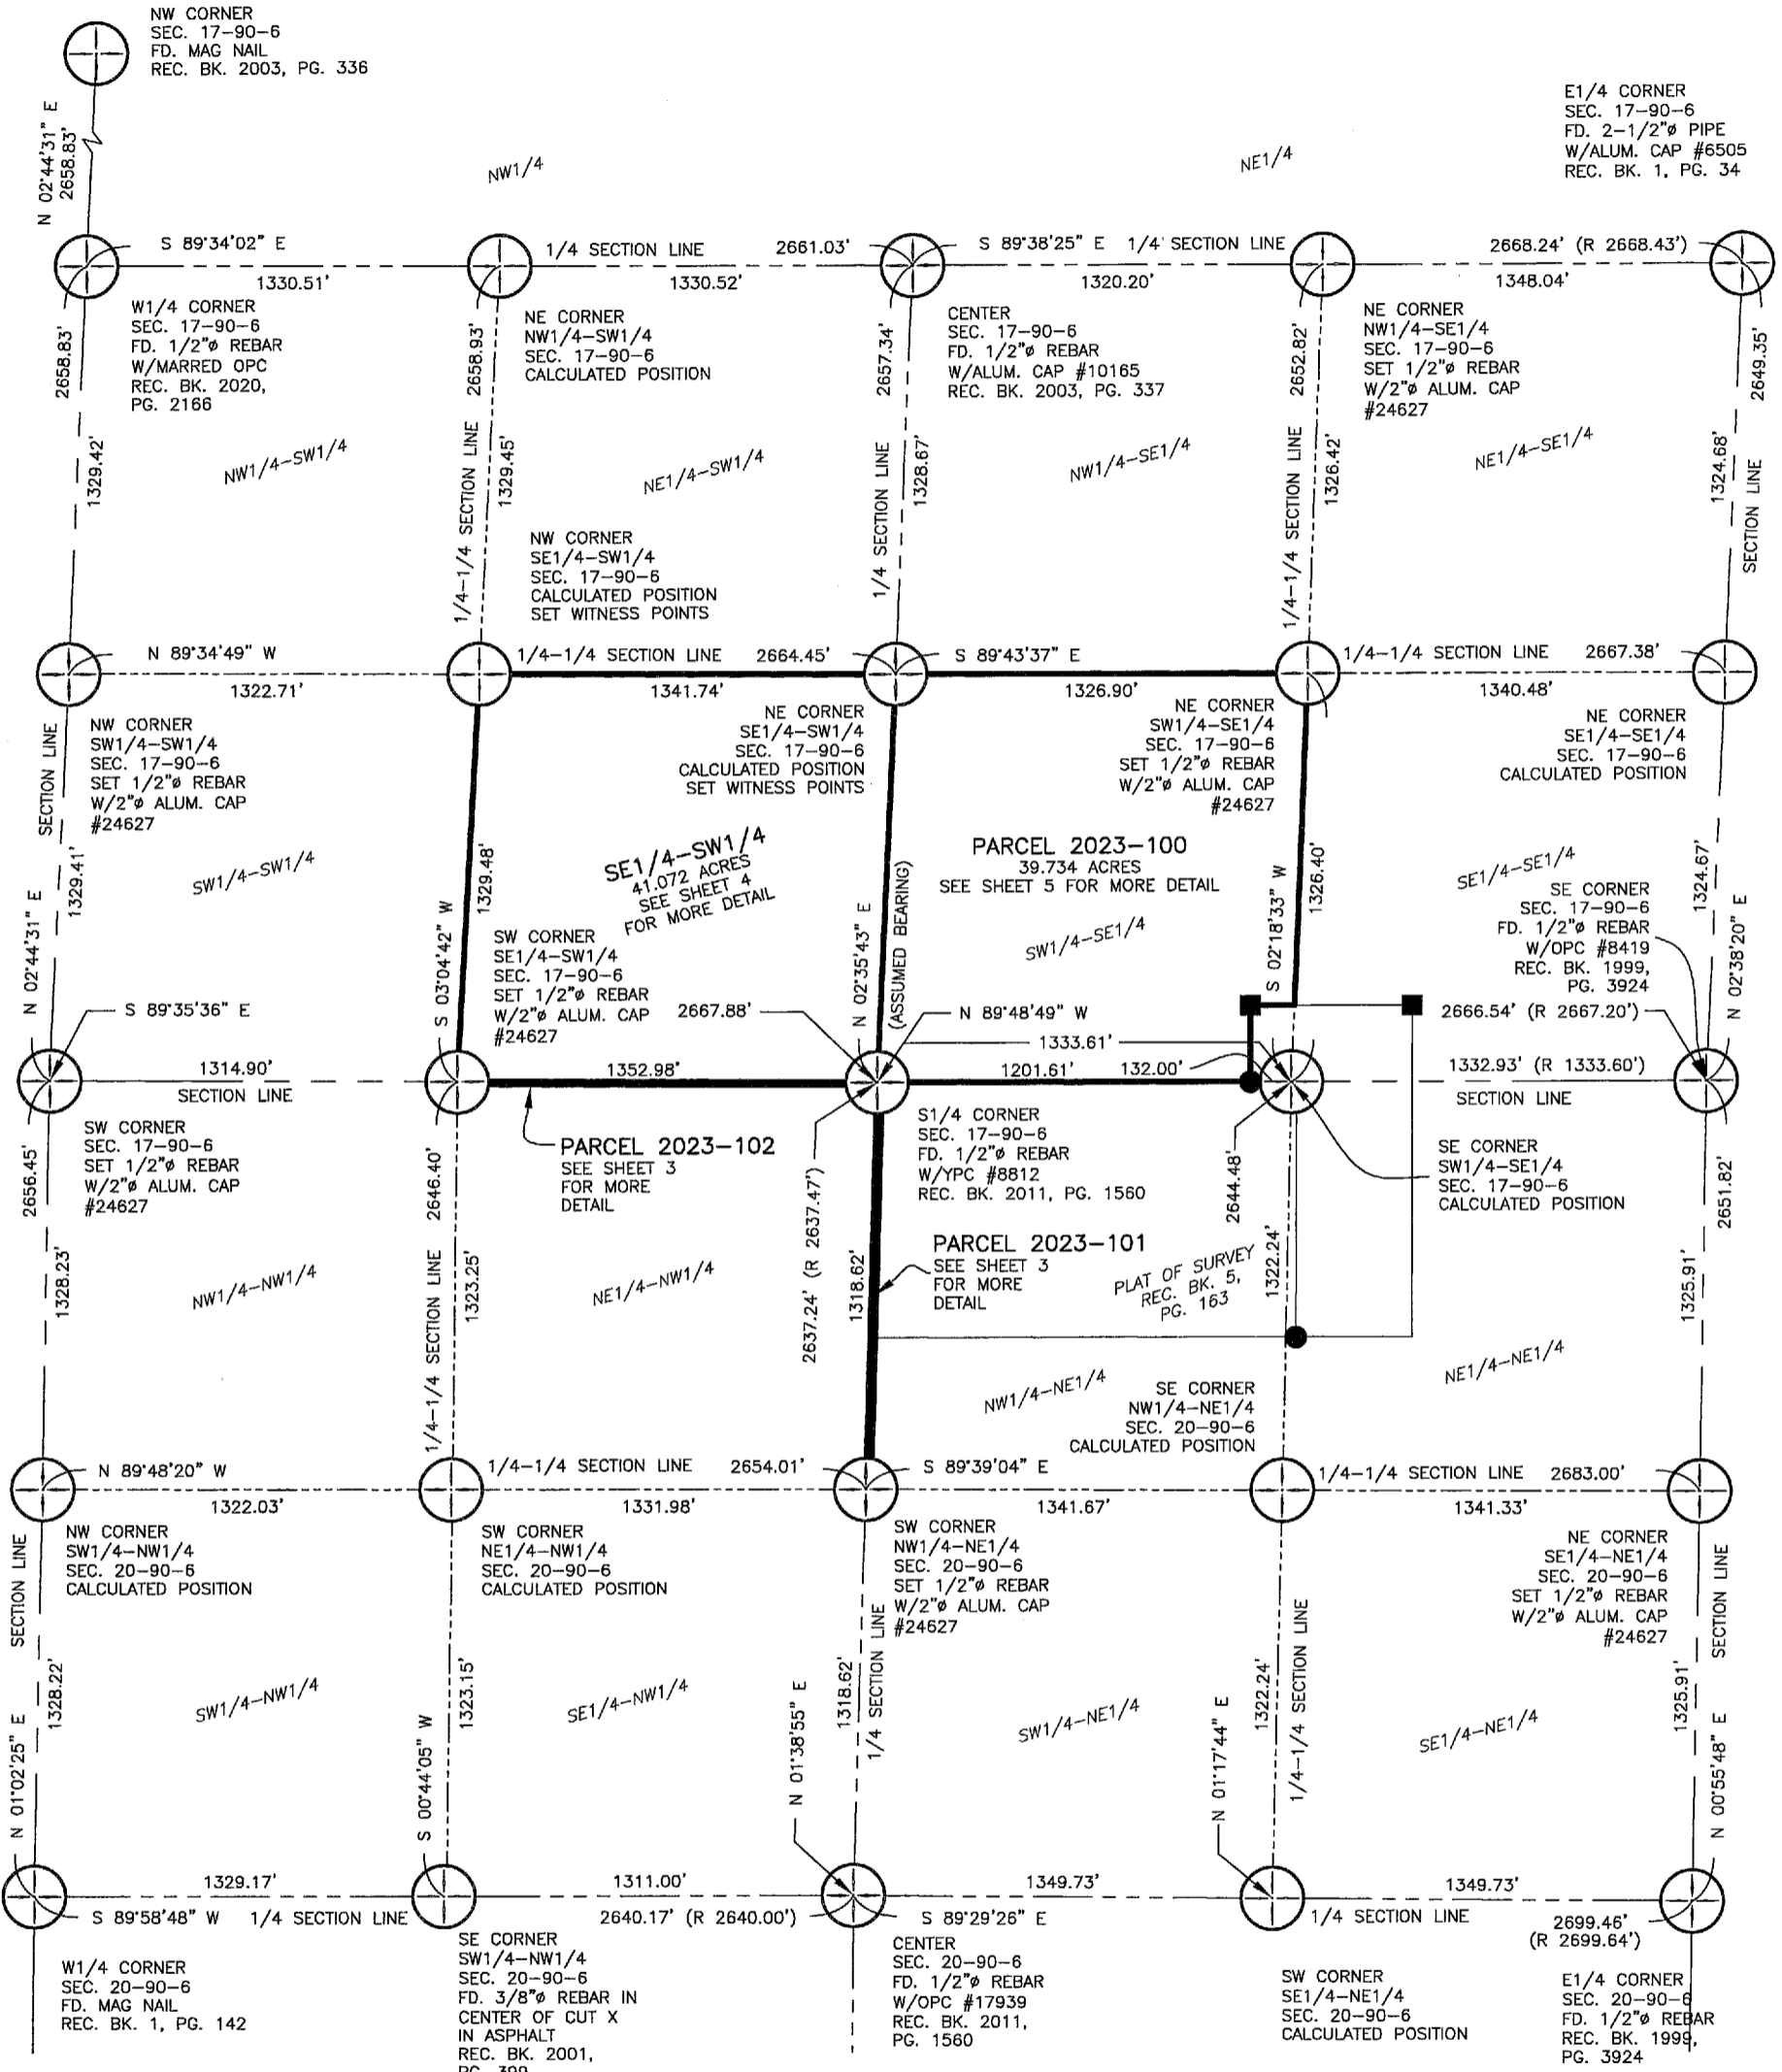 NW CORNER
SEC. 17-90-6
FD. MAG NAIL
REC. BK. 2003, PG. 336
E1/4 CORNER
SEC. 17-90-6
FD. 2-1/2"ø PIPE
W/ALUM. CAP #6505
REC. BK. 1, PG. 34
N 02°44'31" E
2658.83'
NW1/4
NE1/4
S 89°34'02" E
1/4 SECTION LINE
2661.03'
S 89°38'25" E
1/4 SECTION LINE
2668.24' (R 2668.43')
1330.51'
1330.52'
1320.20'
1348.04'
W1/4 CORNER
SEC. 17-90-6
FD. 1/2"ø REBAR
W/MARRED OPC
REC. BK. 2020,
PG. 2166
NE CORNER
NW1/4-SW1/4
SEC. 17-90-6
CALCULATED POSITION
CENTER
SEC. 17-90-6
FD. 1/2"ø REBAR
W/ALUM. CAP #10165
REC. BK. 2003, PG. 337
NE CORNER
NW1/4-SE1/4
SEC. 17-90-6
SET 1/2"ø REBAR
W/2"ø ALUM. CAP
#24627
2658.83'
1329.42'
1/4-1/4 SECTION LINE 2658.93'
1329.45'
1/4 SECTION LINE
2657.34'
1328.67'
1/4-1/4 SECTION LINE 2652.82'
1326.42'
2649.35'
1324.68'
SECTION LINE
NW1/4-SW1/4
NE1/4-SW1/4
NW1/4-SE1/4
NE1/4-SE1/4
NW CORNER
SE1/4-SW1/4
SEC. 17-90-6
CALCULATED POSITION
SET WITNESS POINTS
N 89°34'49" W
1/4-1/4 SECTION LINE
2664.45'
S 89°43'37" E
1/4-1/4 SECTION LINE
2667.38'
1322.71'
1341.74'
1326.90'
1340.48'
NW CORNER
SW1/4-SW1/4
SEC. 17-90-6
SET 1/2"ø REBAR
W/2"ø ALUM. CAP
#24627
NE CORNER
SE1/4-SW1/4
SEC. 17-90-6
CALCULATED POSITION
SET WITNESS POINTS
NE CORNER
SW1/4-SE1/4
SEC. 17-90-6
SET 1/2"ø REBAR
W/2"ø ALUM. CAP
#24627
NE CORNER
SE1/4-SE1/4
SEC. 17-90-6
CALCULATED POSITION
SECTION LINE
N 02°44'31" E
1329.41'
SW1/4-SW1/4
S 03°04'42" W
1329.48'
SE1/4-SW1/4
41.072 ACRES
SEE SHEET 4
FOR MORE DETAIL
N 02°35'43" E
(ASSUMED BEARING)
PARCEL 2023-100
39.734 ACRES
SEE SHEET 5 FOR MORE DETAIL
SW1/4-SE1/4
S 02°18'33" W
1326.40'
SE1/4-SE1/4
1324.67'
N 02°38'20" E
SE CORNER
SEC. 17-90-6
FD. 1/2"ø REBAR
W/OPC #8419
REC. BK. 1999,
PG. 3924
SW CORNER
SE1/4-SW1/4
SEC. 17-90-6
SET 1/2"ø REBAR
W/2"ø ALUM. CAP
#24627
S 89°35'36" E
2667.88'
N 89°48'49" W
2666.54' (R 2667.20')
1333.61'
1314.90'
SECTION LINE
1352.98'
1201.61'
132.00'
1332.93' (R 1333.60')
SECTION LINE
SW CORNER
SEC. 17-90-6
SET 1/2"ø REBAR
W/2"ø ALUM. CAP
#24627
PARCEL 2023-102
SEE SHEET 3
FOR MORE
DETAIL
S1/4 CORNER
SEC. 17-90-6
FD. 1/2"ø REBAR
W/YPC #8812
REC. BK. 2011, PG. 1560
SE CORNER
SW1/4-SE1/4
SEC. 17-90-6
CALCULATED POSITION
2656.45'
1328.23'
2646.40'
1/4-1/4 SECTION LINE
1323.25'
2637.24' (R 2637.47')
1318.62'
2644.48'
1322.24'
2651.82'
1325.91'
PARCEL 2023-101
SEE SHEET 3
FOR MORE
DETAIL
PLAT OF SURVEY
REC. BK. 5,
PG. 163
NW1/4-NW1/4
NE1/4-NW1/4
NW1/4-NE1/4
NE1/4-NE1/4
SE CORNER
NW1/4-NE1/4
SEC. 20-90-6
CALCULATED POSITION
N 89°48'20" W
1/4-1/4 SECTION LINE
2654.01'
S 89°39'04" E
1/4-1/4 SECTION LINE
2683.00'
1322.03'
1331.98'
1341.67'
1341.33'
NW CORNER
SW1/4-NW1/4
SEC. 20-90-6
CALCULATED POSITION
SW CORNER
NE1/4-NW1/4
SEC. 20-90-6
CALCULATED POSITION
SW CORNER
NW1/4-NE1/4
SEC. 20-90-6
SET 1/2"ø REBAR
W/2"ø ALUM. CAP
#24627
NE CORNER
SE1/4-NE1/4
SEC. 20-90-6
SET 1/2"ø REBAR
W/2"ø ALUM. CAP
#24627
SECTION LINE
N 01°02'25" E
1328.22'
SW1/4-NW1/4
S 00°44'05" W
1323.15'
SE1/4-NW1/4
N 01°38'55" E
1318.62'
1/4 SECTION LINE
SW1/4-NE1/4
N 01°17'44" E
1322.24'
1/4-1/4 SECTION LINE
SE1/4-NE1/4
1325.91'
SECTION LINE
N 00°55'48" E
1329.17'
1311.00'
1349.73'
1349.73'
S 89°58'48" W
1/4 SECTION LINE
2640.17' (R 2640.00')
S 89°29'26" E
1/4 SECTION LINE
2699.46'
(R 2699.64')
W1/4 CORNER
SEC. 20-90-6
FD. MAG NAIL
REC. BK. 1, PG. 142
SE CORNER
SW1/4-NW1/4
SEC. 20-90-6
FD. 3/8"ø REBAR IN
CENTER OF CUT X
IN ASPHALT
REC. BK. 2001,
PG. 399
CENTER
SEC. 20-90-6
FD. 1/2"ø REBAR
W/OPC #17939
REC. BK. 2011,
PG. 1560
SW CORNER
SE1/4-NE1/4
SEC. 20-90-6
CALCULATED POSITION
E1/4 CORNER
SEC. 20-90-6
FD. 1/2"ø REBAR
REC. BK. 1999,
PG. 3924